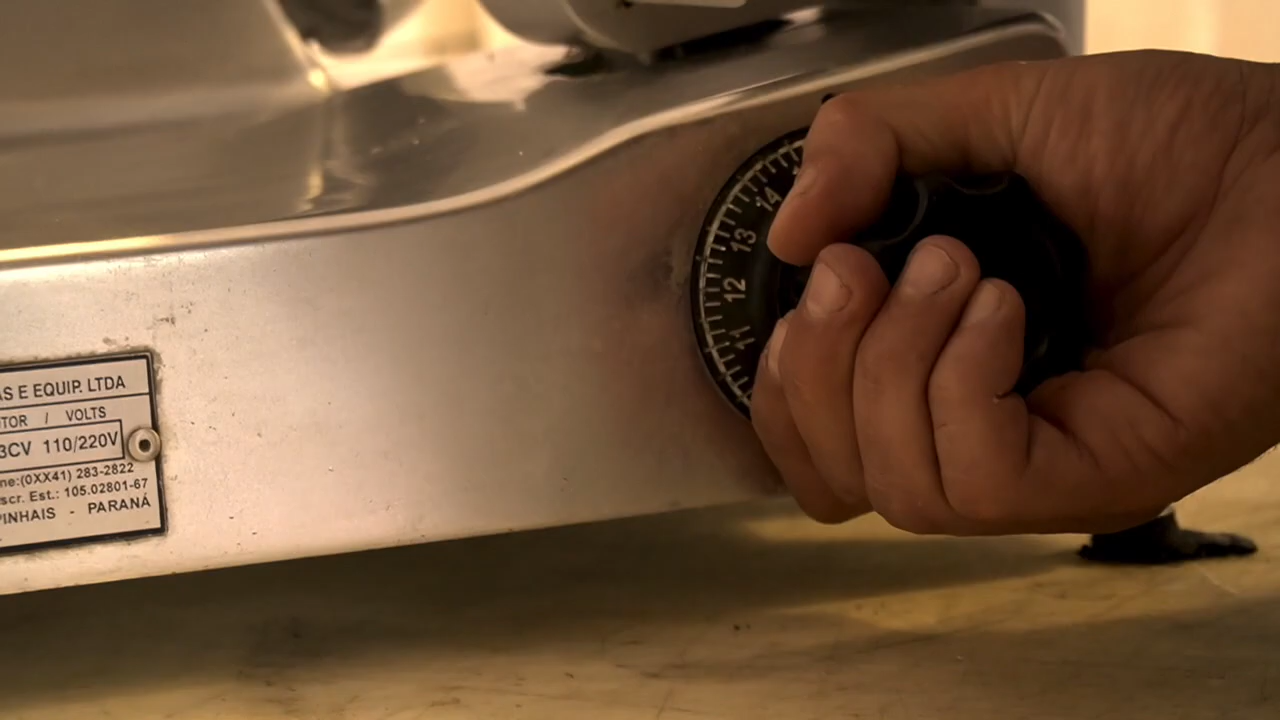 AS E EQUIP. LTDA
TOR / VOLTS
3CV 110/220V
ne:(0XX41) 283-2822
scr. Est.: 105.02801-67
PINHAIS - PARANÁ
14
13
12
11